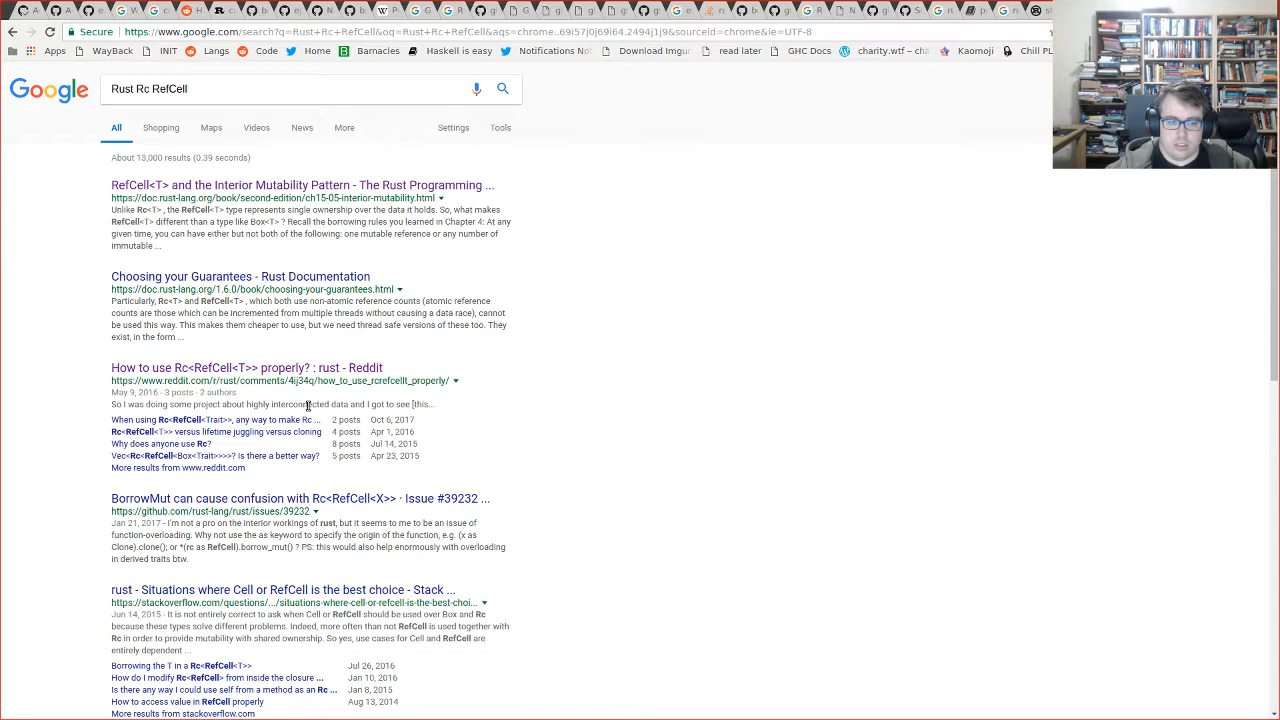 Secure https://www.google.com/search?q=Rust+Rc+RefCell&oq=Rust+Rc+RefCell&aqs=chrome..69i57j0j69i64.2494j1j9&sourceid=chrome&ie=UTF-8
Apps WayBack INIT Langs Code Twitter Home Barnacles Haskell is easy Notifications No Download Imgur read later GHC Docs charity.wtf – cha Kaomoji Chill PL
Google
Rust Rc RefCell
All Shopping Maps Videos News More Settings Tools
About 13,000 results (0.39 seconds)
RefCell<T> and the Interior Mutability Pattern - The Rust Programming ...
https://doc.rust-lang.org/book/second-edition/ch15-05-interior-mutability.html
Unlike Rc<T> , the RefCell<T> type represents single ownership over the data it holds. So, what makes
RefCell<T> different than a type like Box<T> ? Recall the borrowing rules you learned in Chapter 4: At any
given time, you can have either but not both of the following: one mutable reference or any number of
immutable ...
Choosing your Guarantees - Rust Documentation
https://doc.rust-lang.org/1.6.0/book/choosing-your-guarantees.html
Particularly, Rc<T> and RefCell<T> , which both use non-atomic reference counts (atomic reference
counts are those which can be incremented from multiple threads without causing a data race), cannot
be used this way. This makes them cheaper to use, but we need thread safe versions of these too. They
exist, in the form ...
How to use Rc<RefCell<T>> properly? : rust - Reddit
https://www.reddit.com/r/rust/comments/4ij34q/how_to_use_rcrefcellt_properly/
May 9, 2016 - 3 posts - 2 authors
So I was doing some project about highly interconnected data and I got to see [this...
When using Rc<RefCell<Trait>>, any way to make Rc ... 2 posts Oct 6, 2017
Rc<RefCell<T>> versus lifetime juggling versus cloning 4 posts Apr 1, 2016
Why does anyone use Rc? 8 posts Jul 14, 2015
Vec<Rc<RefCell<Box<Trait>>>>? Is there a better way? 5 posts Apr 23, 2015
More results from www.reddit.com
BorrowMut can cause confusion with Rc<RefCell<X>> · Issue #39232 ...
https://github.com/rust-lang/rust/issues/39232
Jan 21, 2017 - I'm not a pro on the interior workings of rust, but it seems to me to be an issue of
function-overloading. Why not use the as keyword to specify the origin of the function, e.g. (x as
Clone).clone(); or *(rc as RefCell).borrow_mut() ? PS: this would also help enormously with overloading
in derived traits btw.
rust - Situations where Cell or RefCell is the best choice - Stack ...
https://stackoverflow.com/questions/.../situations-where-cell-or-refcell-is-the-best-choi...
Jun 14, 2015 - It is not entirely correct to ask when Cell or RefCell should be used over Box and Rc
because these types solve different problems. Indeed, more often than not RefCell is used together with
Rc in order to provide mutability with shared ownership. So yes, use cases for Cell and RefCell are
entirely dependent ...
Borrowing the T in a Rc<RefCell<T>> Jul 26, 2016
How do I modify Rc<RefCell> from inside the closure ... Jan 10, 2016
Is there any way I could use self from a method as an Rc ... Jan 8, 2015
How to access value in RefCell properly Aug 13, 2014
More results from stackoverflow.com